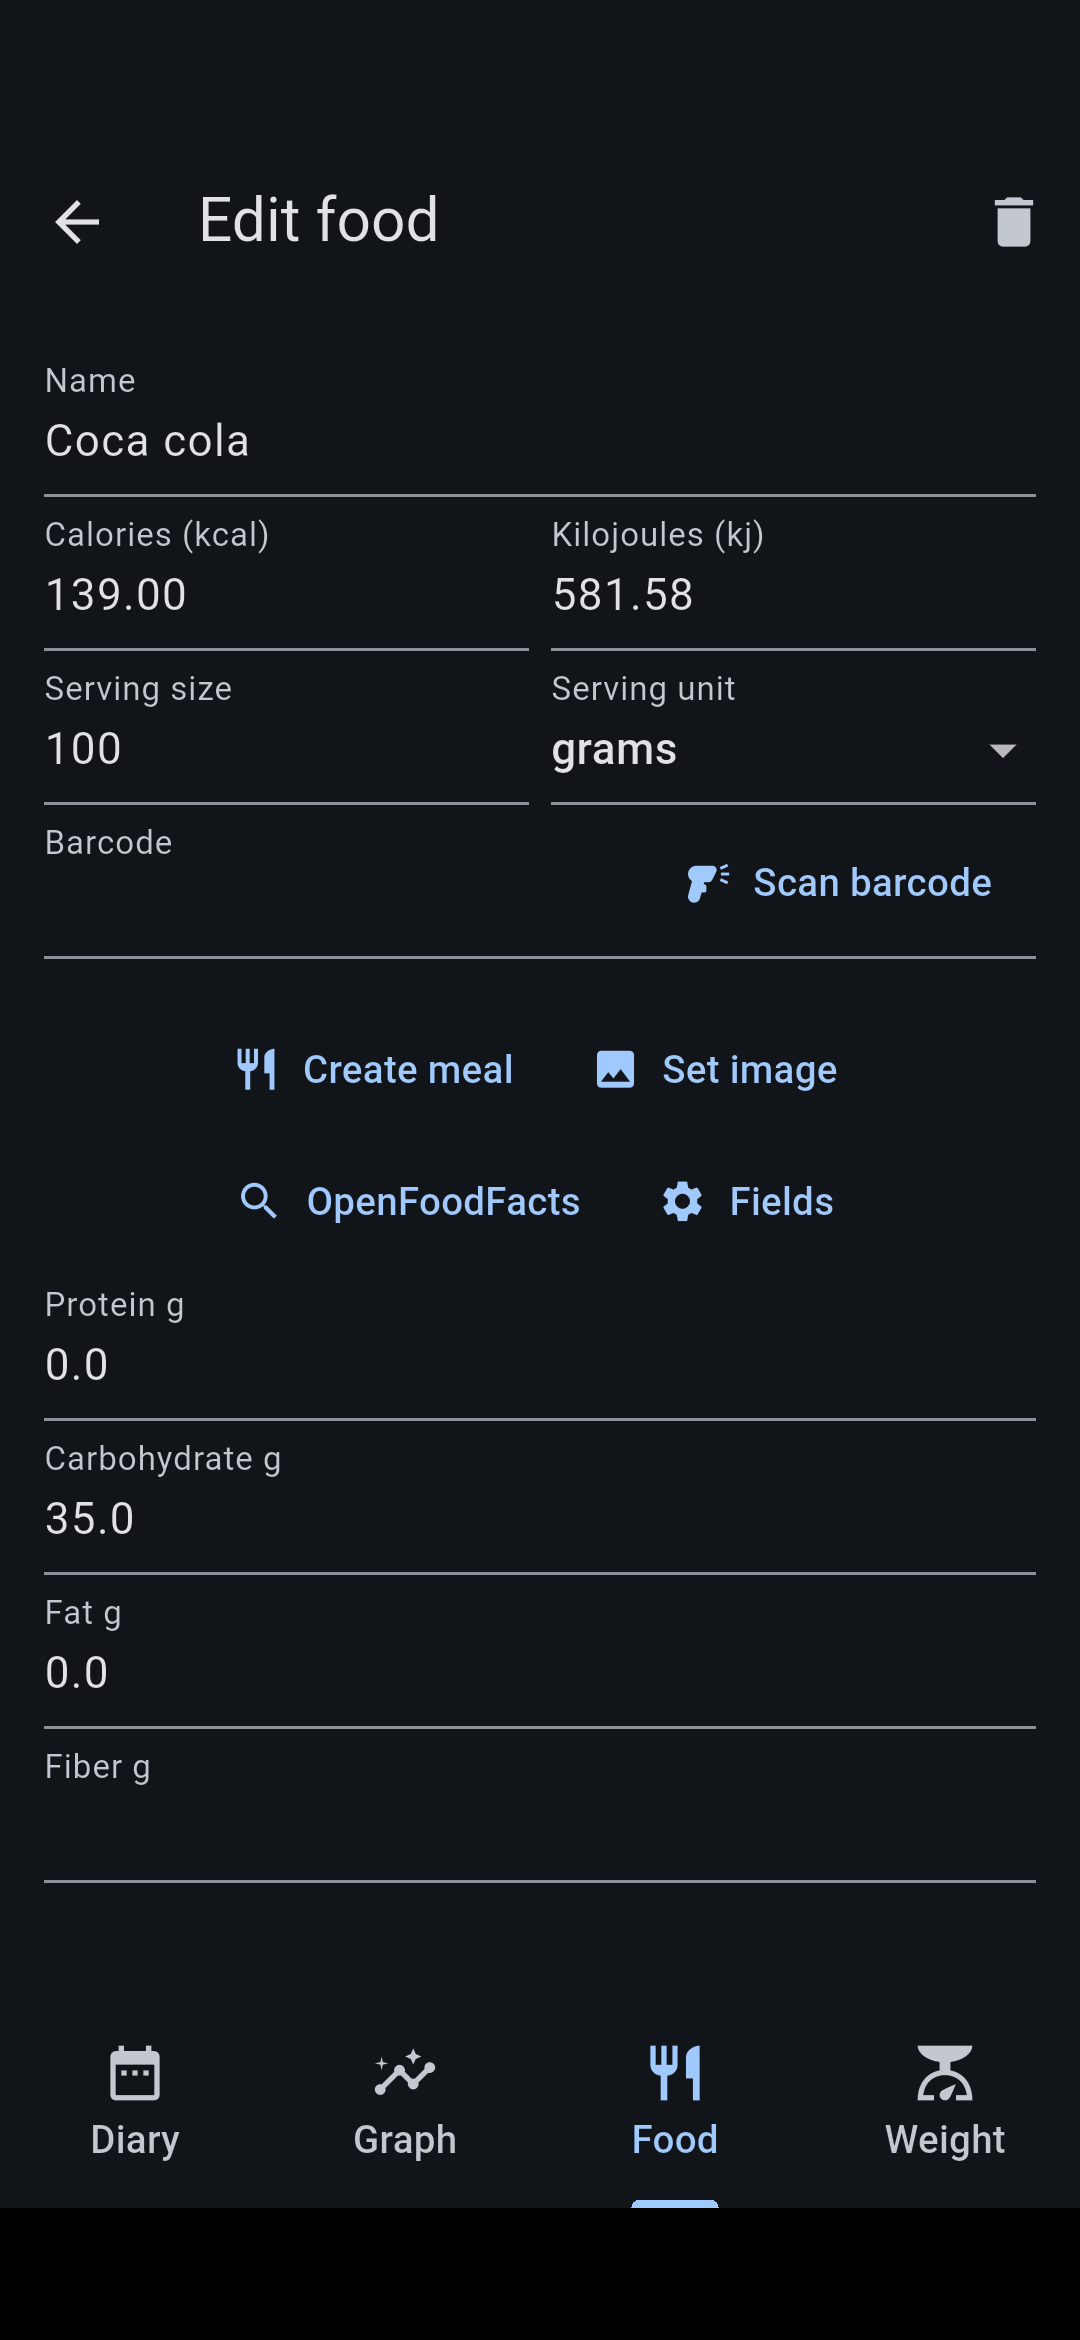 Edit food
Name
Coca cola
Calories (kcal)
Kilojoules (kj)
139.00
581.58
Serving size
Serving unit
100
grams
Barcode
Scan barcode
Create meal
Set image
OpenFoodFacts
Fields
Protein g
0.0
Carbohydrate g
35.0
Fat g
0.0
Fiber g
Diary
Graph
Food
Weight